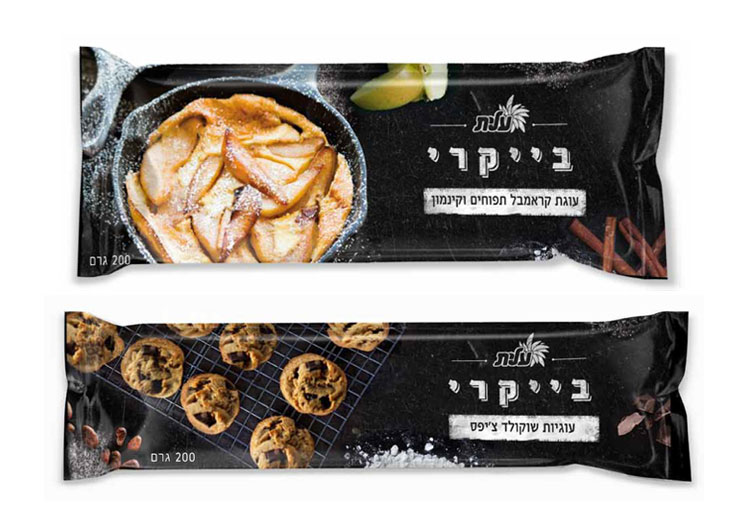 עלית
בייקרי
עוגת קראמבל תפוחים וקינמון
200 גרם
עלית
בייקרי
עוגיות שוקולד צ'יפס
200 גרם